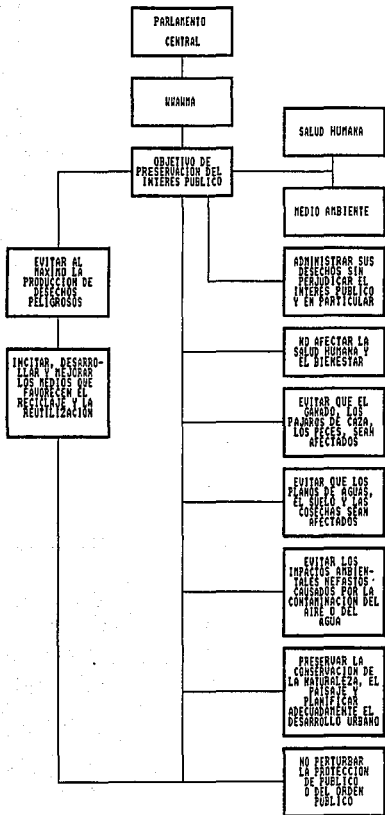 PARLAMENTO
CENTRAL
WWAWMA
SALUD HUMANA
OBJETIVO DE
PRESERVACION DEL
INTERES PUBLICO
MEDIO AMBIENTE
EVITAR AL
MAXIMO LA
PRODUCCION DE
DESECHOS
PELIGROSOS
ADMINISTRAR SUS
DESECHOS SIN
PERJUDICAR EL
INTERES PUBLICO
Y EN PARTICULAR
INCITAR, DESARRO-
LLAR Y MEJORAR
LOS MEDIOS QUE
FAVORECEN EL
RECICLAJE Y LA
REUTILIZACION
NO AFECTAR LA
SALUD HUMANA Y
EL BIENESTAR
EVITAR QUE EL
GANADO, LOS
PAJAROS DE CAZA,
LOS PECES, SEAN
AFECTADOS
EVITAR QUE LOS
PLANOS DE AGUAS,
EL SUELO Y LAS
COSECHAS SEAN
AFECTADOS
EVITAR LOS
IMPACTOS AMBIEN-
TALES NEFASTOS
CAUSADOS POR LA
CONTAMINACION DEL
AIRE O DEL
AGUA
PRESERVAR LA
CONSERVACION DE
LA NATURALEZA, EL
PAISAJE Y
PLANIFICAR
ADECUADAMENTE EL
DESARROLLO URBANO
NO PERTURBAR
LA PROTECCION
DE PUBLICO
O DEL ORDEN
PUBLICO